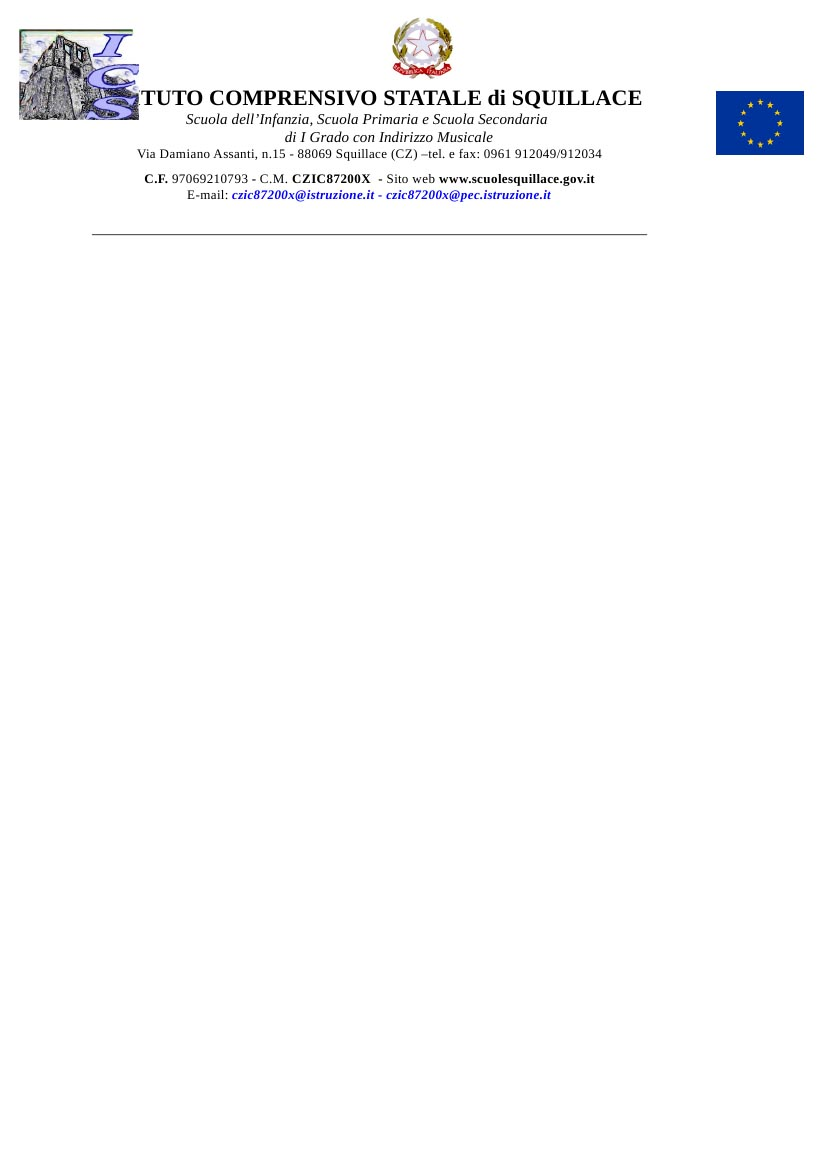 ICS
TUTO COMPRENSIVO STATALE di SQUILLACE
Scuola dell’Infanzia, Scuola Primaria e Scuola Secondaria
di I Grado con Indirizzo Musicale
Via Damiano Assanti, n.15 - 88069 Squillace (CZ) –tel. e fax: 0961 912049/912034
C.F. 97069210793 - C.M. CZIC87200X - Sito web www.scuolesquillace.gov.it
E-mail: czic87200x@istruzione.it - czic87200x@pec.istruzione.it